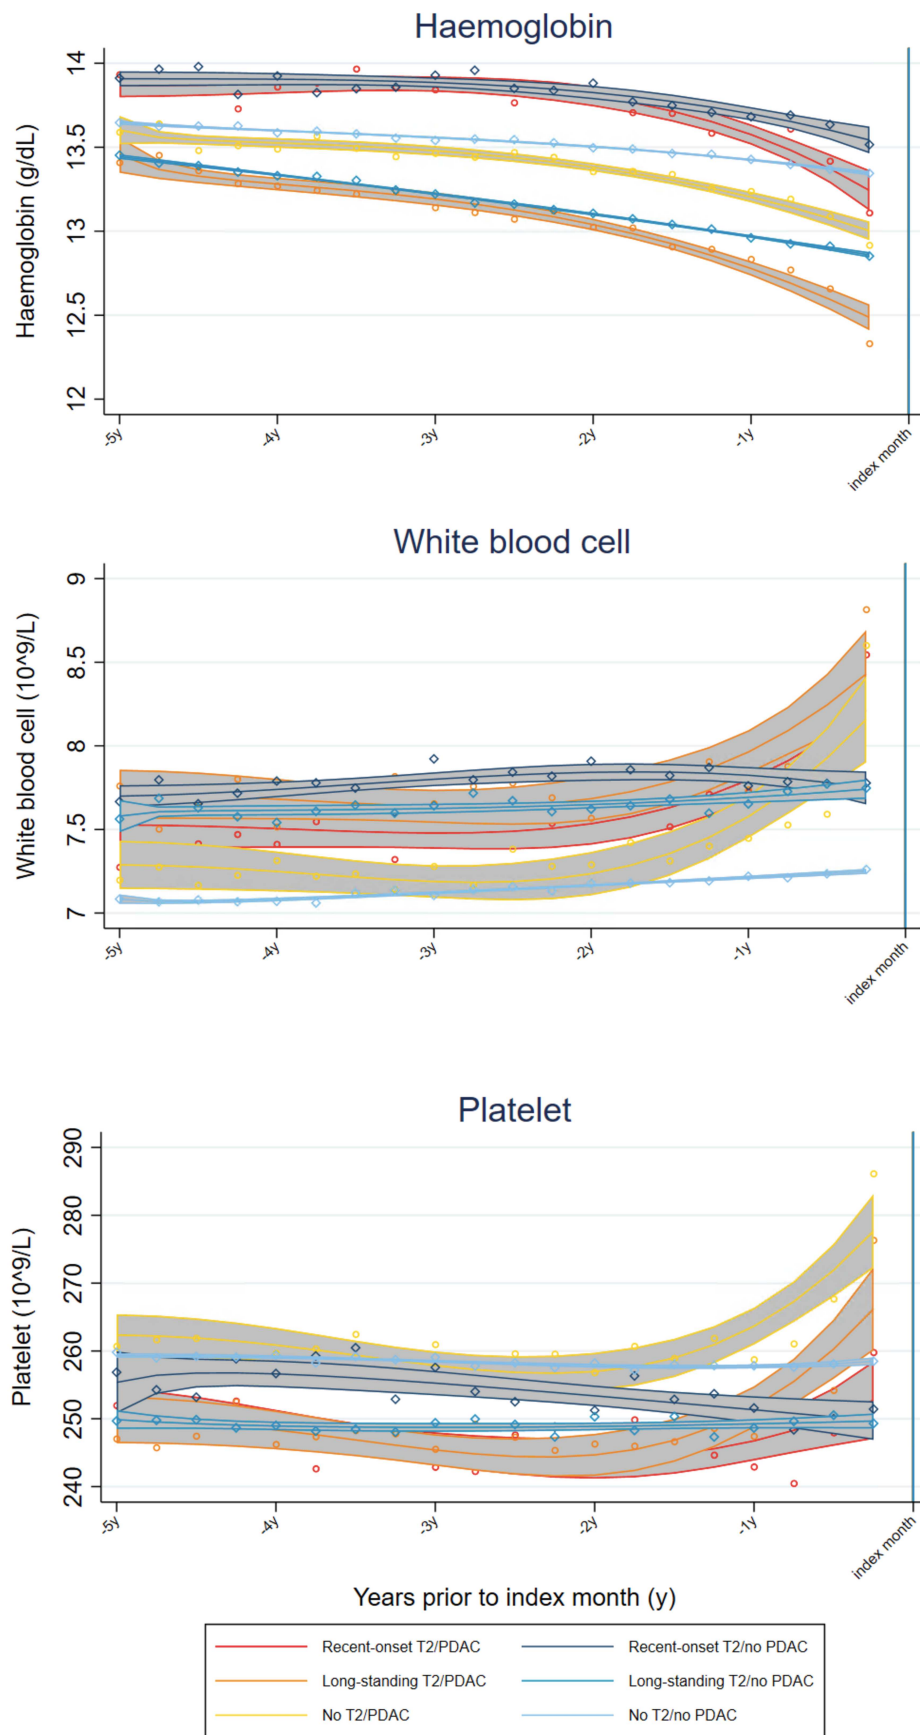 Haemoglobin
Haemoglobin (g/dL)
14
13.5
13
12.5
12
-5y
-4y
-3y
-2y
-1y
index month
White blood cell
White blood cell (10^9/L)
9
8.5
8
7.5
7
-5y
-4y
-3y
-2y
-1y
index month
Platelet
Platelet (10^9/L)
290
280
270
260
250
240
-5y
-4y
-3y
-2y
-1y
index month
Years prior to index month (y)
Recent-onset T2/PDAC
Recent-onset T2/no PDAC
Long-standing T2/PDAC
Long-standing T2/no PDAC
No T2/PDAC
No T2/no PDAC